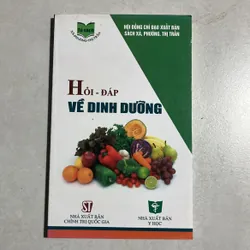 HỘI ĐỒNG CHỈ ĐẠO XUẤT BẢN
SÁCH XÃ, PHƯỜNG, THỊ TRẤN
HỎI - ĐÁP
VỀ DINH DƯỠNG
ST
NHÀ XUẤT BẢN
CHÍNH TRỊ QUỐC GIA
NHÀ XUẤT BẢN
Y HỌC